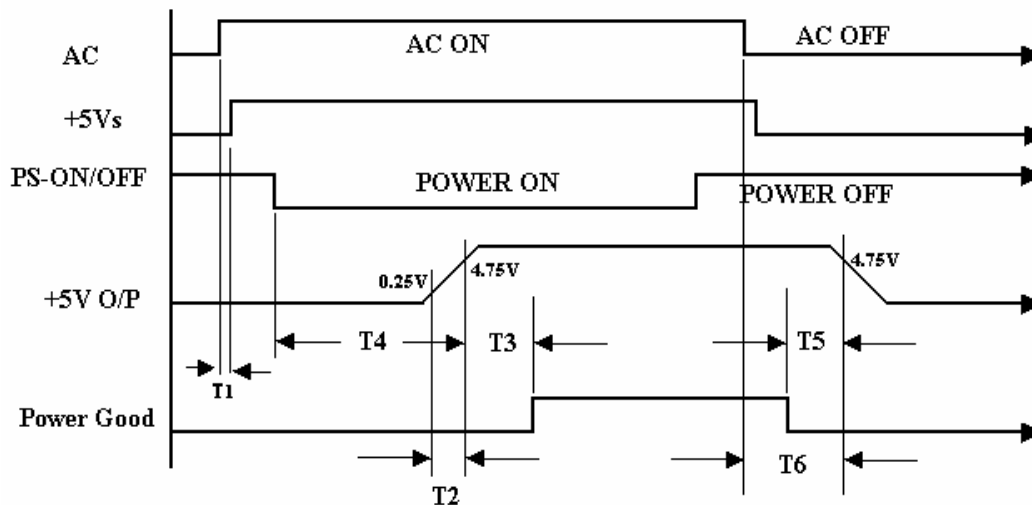 AC
AC ON
AC OFF
+5Vs
PS-ON/OFF
POWER ON
POWER OFF
0.25V
4.75V
4.75V
+5V O/P
T4
T3
T5
T1
Power Good
T6
T2